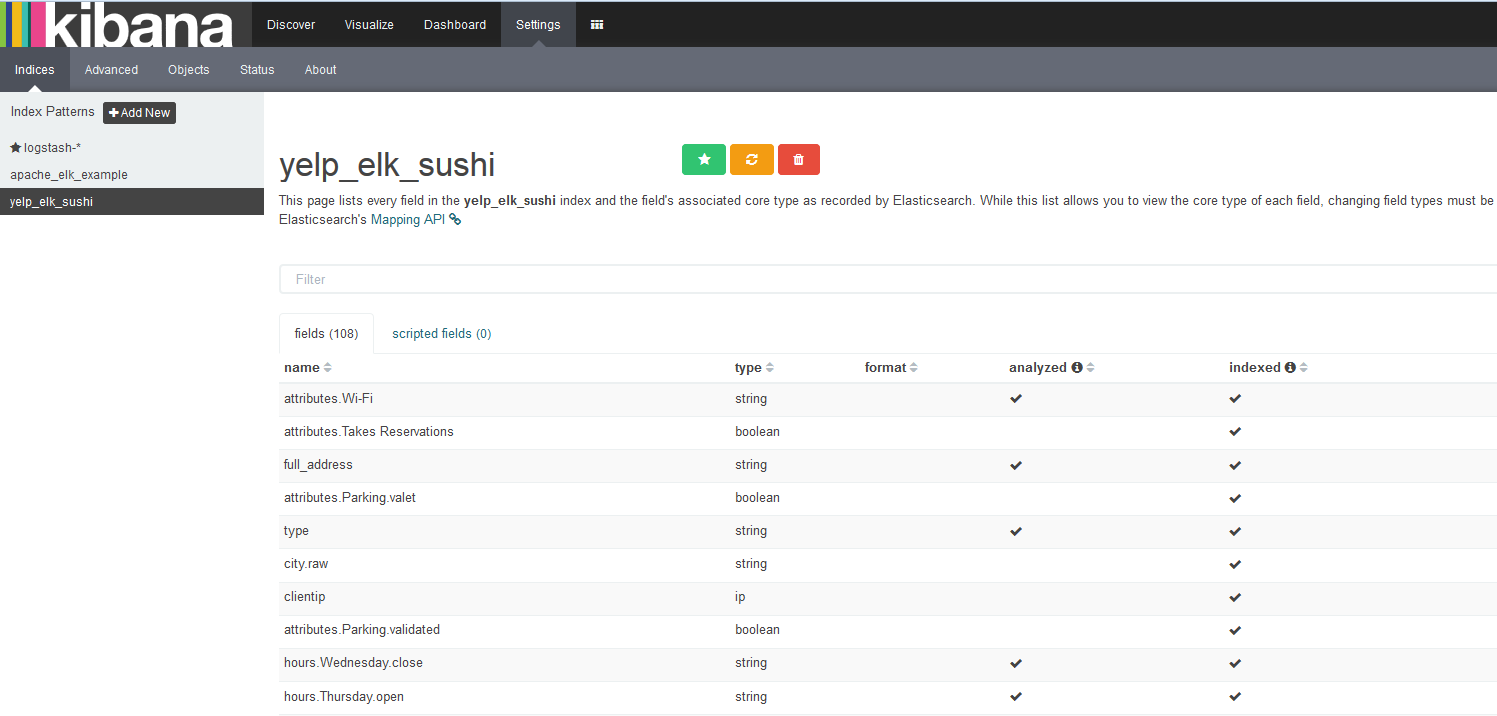 kibana Discover Visualize Dashboard Settings
Indices Advanced Objects Status About
Index Patterns Add New
logstash-*
apache_elk_example
yelp_elk_sushi
yelp_elk_sushi
This page lists every field in the yelp_elk_sushi index and the field's associated core type as recorded by Elasticsearch. While this list allows you to view the core type of each field, changing field types must be
Elasticsearch's Mapping API
Filter
fields (108) scripted fields (0)
name type format analyzed indexed
attributes.Wi-Fi string
attributes.Takes Reservations boolean
full_address string
attributes.Parking.valet boolean
type string
city.raw string
clientip ip
attributes.Parking.validated boolean
hours.Wednesday.close string
hours.Thursday.open string